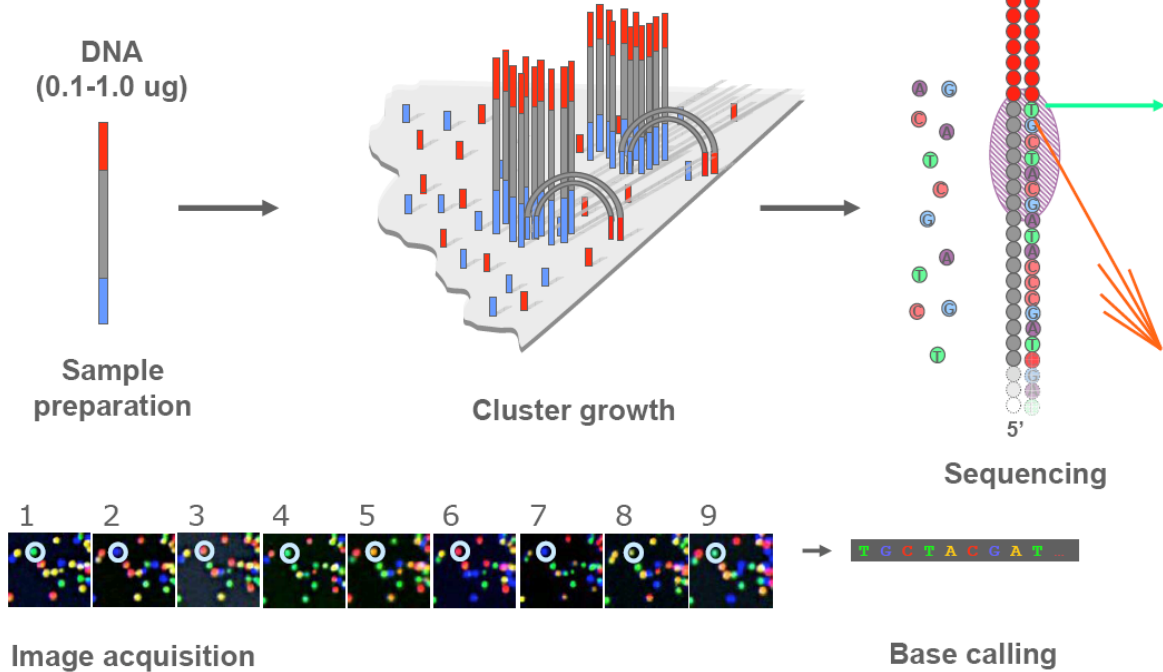 DNA
(0.1-1.0 ug)
Sample
preparation
Cluster growth
A G
C
A
T
C
G
A
T
C G
T
T
G
C
T
A
C
G
A
T
A
C
C
C
G
A
T
G
5’
Sequencing
1 2 3 4 5 6 7 8 9
T G C T A C G A T ...
Image acquisition
Base calling